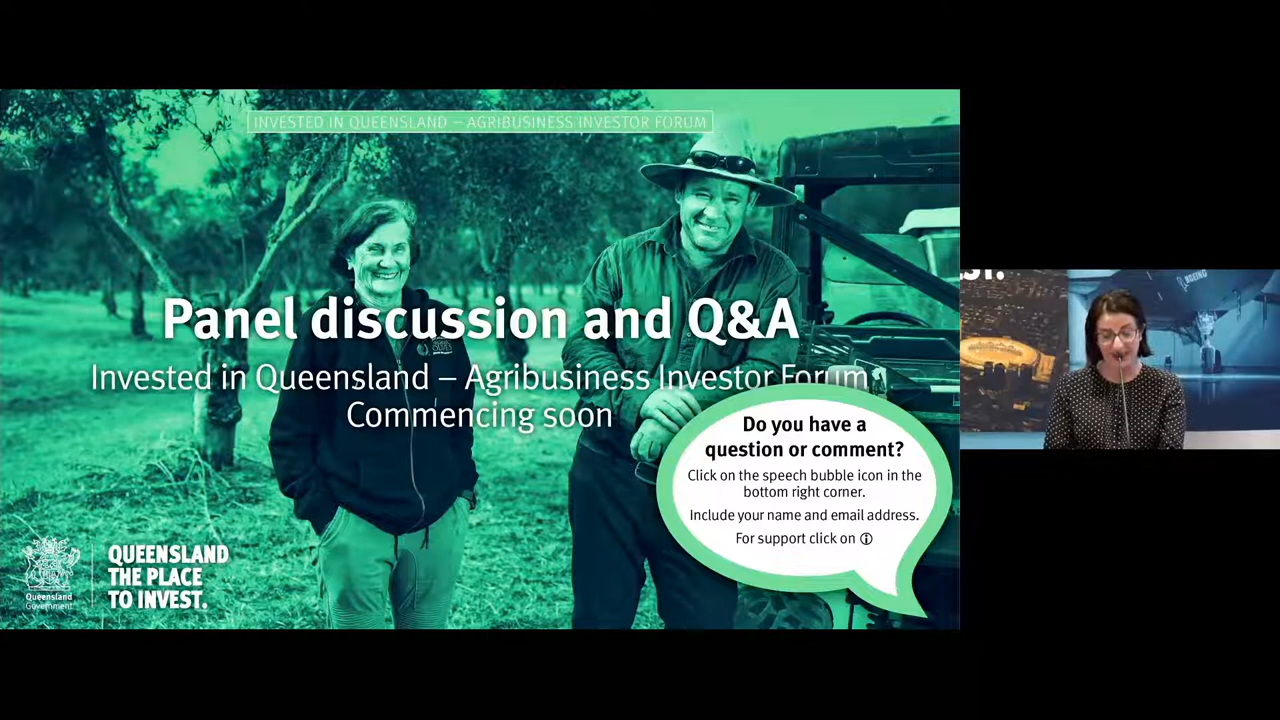 INVESTED IN QUEENSLAND – AGRIBUSINESS INVESTOR FORUM
Panel discussion and Q&A
Invested in Queensland – Agribusiness Investor Forum
Commencing soon
Do you have a
question or comment?
Click on the speech bubble icon in the
bottom right corner.
Include your name and email address.
For support click on
Queensland
Government
QUEENSLAND
THE PLACE
TO INVEST.
BOEING